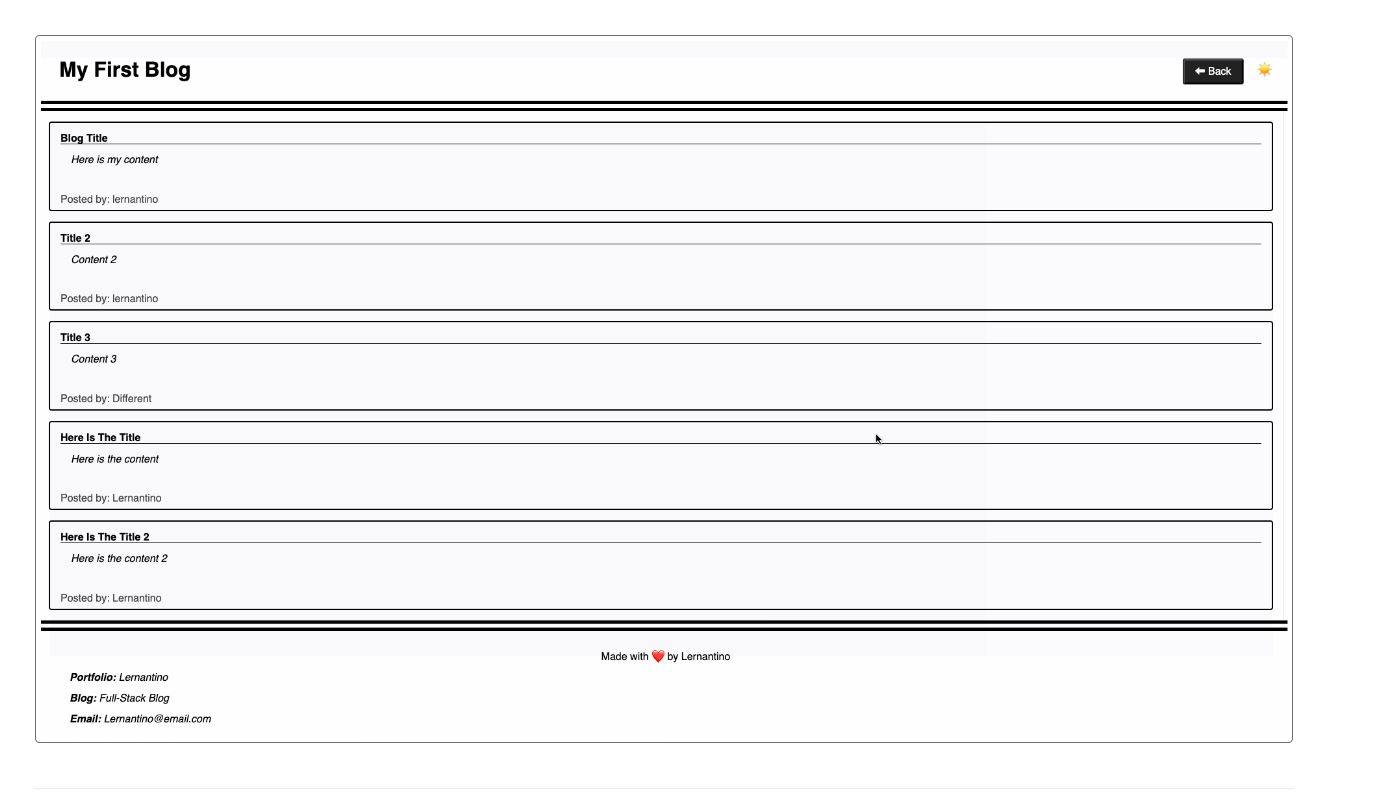 My First Blog
⬅ Back ☀️
Blog Title
Here is my content
Posted by: lernantino
Title 2
Content 2
Posted by: lernantino
Title 3
Content 3
Posted by: Different
Here Is The Title
Here is the content
Posted by: Lernantino
Here Is The Title 2
Here is the content 2
Posted by: Lernantino
Made with ❤️ by Lernantino
Portfolio: Lernantino
Blog: Full-Stack Blog
Email: Lernantino@email.com